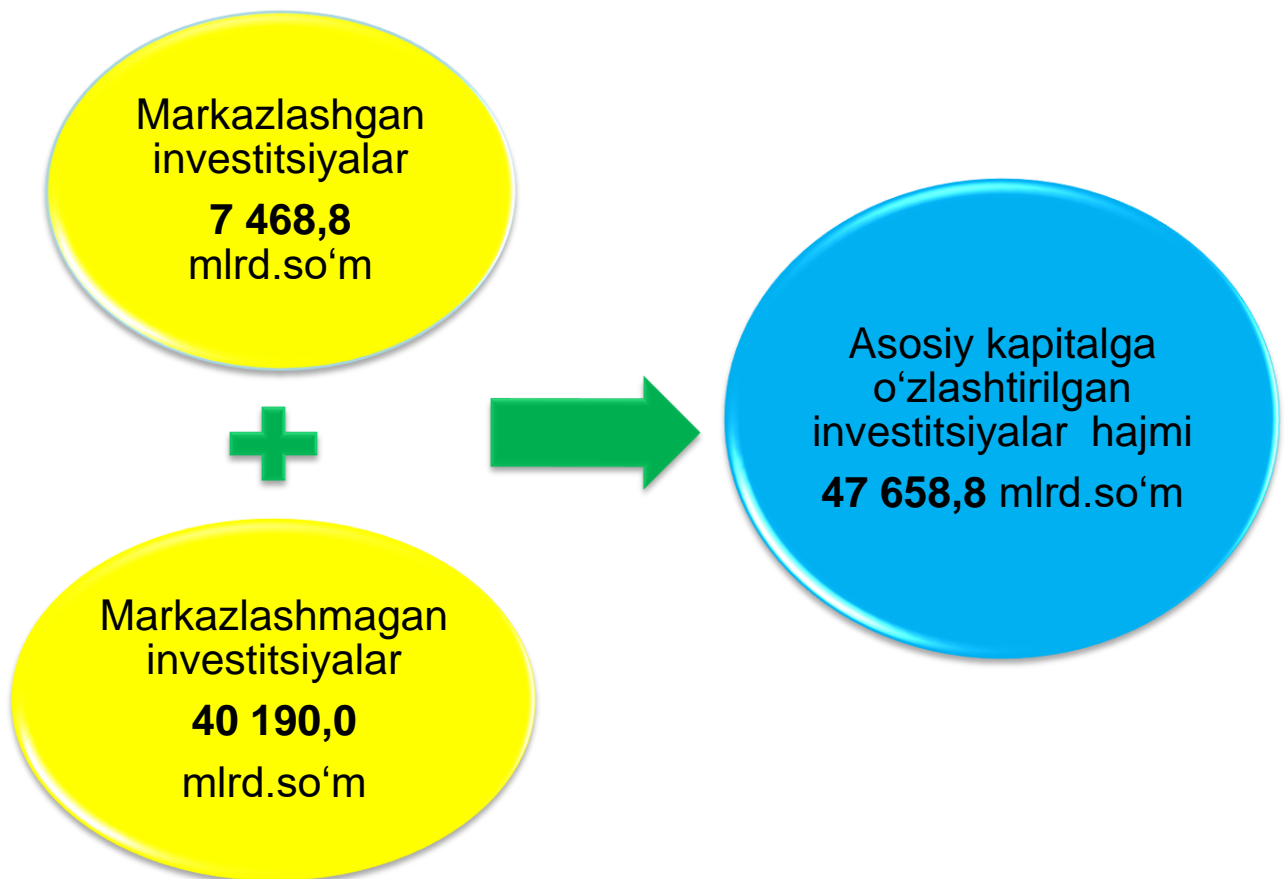 Markazlashgan
investitsiyalar
7 468,8
mlrd.so‘m
Asosiy kapitalga
o‘zlashtirilgan
investitsiyalar hajmi
47 658,8 mlrd.so‘m
Markazlashmagan
investitsiyalar
40 190,0
mlrd.so‘m